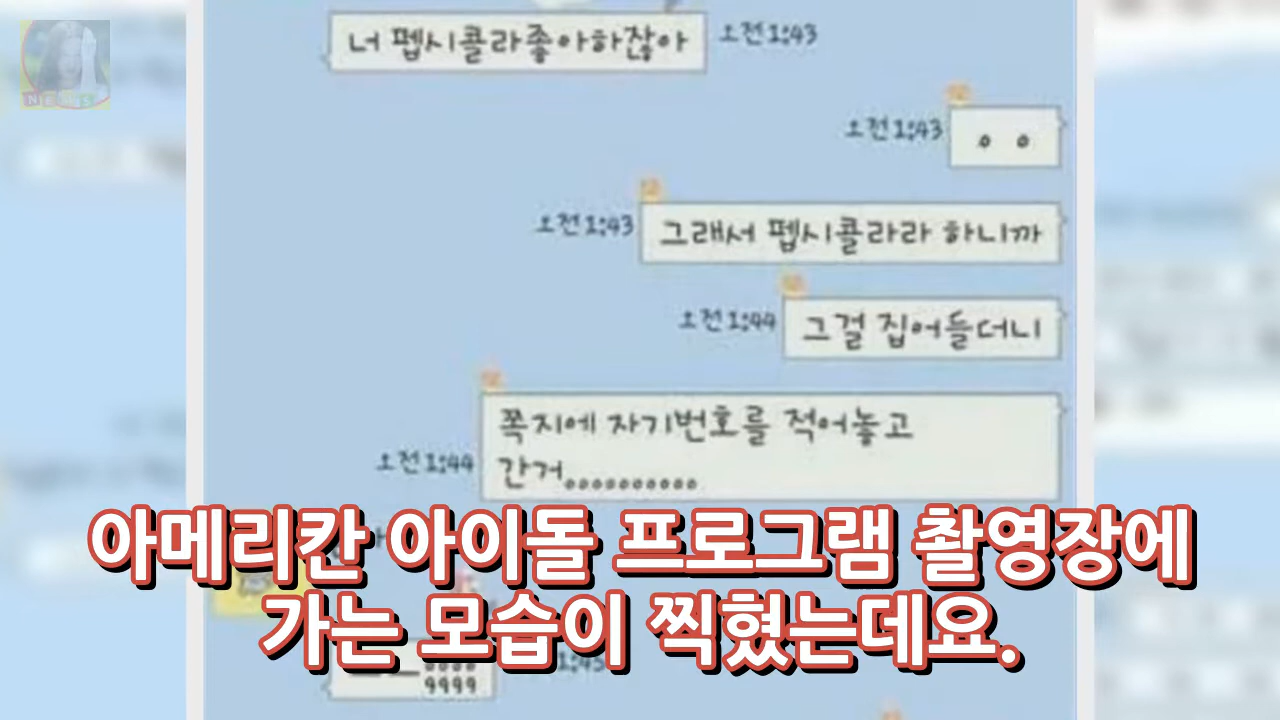 NEWS
너 펩시콜라좋아하잖아
오전 1:43
오전 1:43
ㅇ ㅇ
오전 1:43
그래서 펩시콜라라 하니까
오전 1:44
그걸 집어들더니
쪽지에 자기번호를 적어놓고
오전 1:44
간거。。。。。。。。。。
아메리칸 아이돌 프로그램 촬영장에
가는 모습이 찍혔는데요.
9999